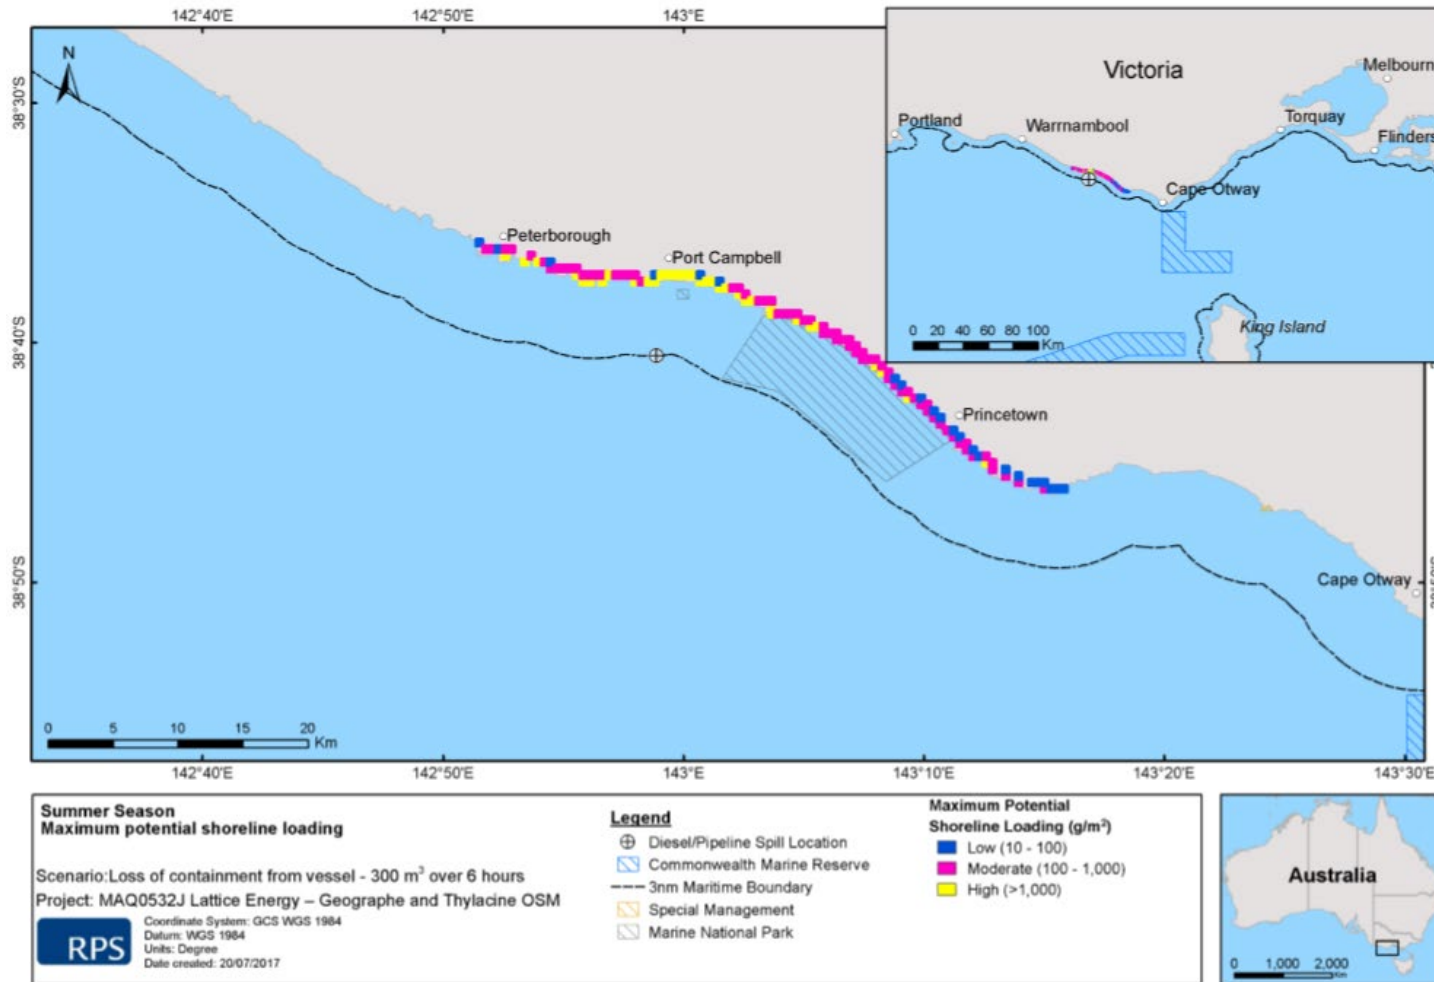 142°40'E 142°50'E 143°E
N
38°30'S
38°40'S
38°50'S
Peterborough
Port Campbell
Princetown
Cape Otway
0 5 10 15 20
Km
142°40'E 142°50'E 143°E 143°10'E 143°20'E 143°30'E
Victoria
Melbourn
Portland
Warrnambool
Torquay
Flinders
Cape Otway
King Island
0 20 40 60 80 100
Km
Summer Season
Maximum potential shoreline loading
Scenario:Loss of containment from vessel - 300 m³ over 6 hours
Project: MAQ0532J Lattice Energy – Geographe and Thylacine OSM
RPS
Coordinate System: GCS WGS 1984
Datum: WGS 1984
Units: Degree
Date created: 20/07/2017
Legend
Diesel/Pipeline Spill Location
Commonwealth Marine Reserve
3nm Maritime Boundary
Special Management
Marine National Park
Maximum Potential
Shoreline Loading (g/m²)
Low (10 - 100)
Moderate (100 - 1,000)
High (>1,000)
Australia
0 1,000 2,000
Km